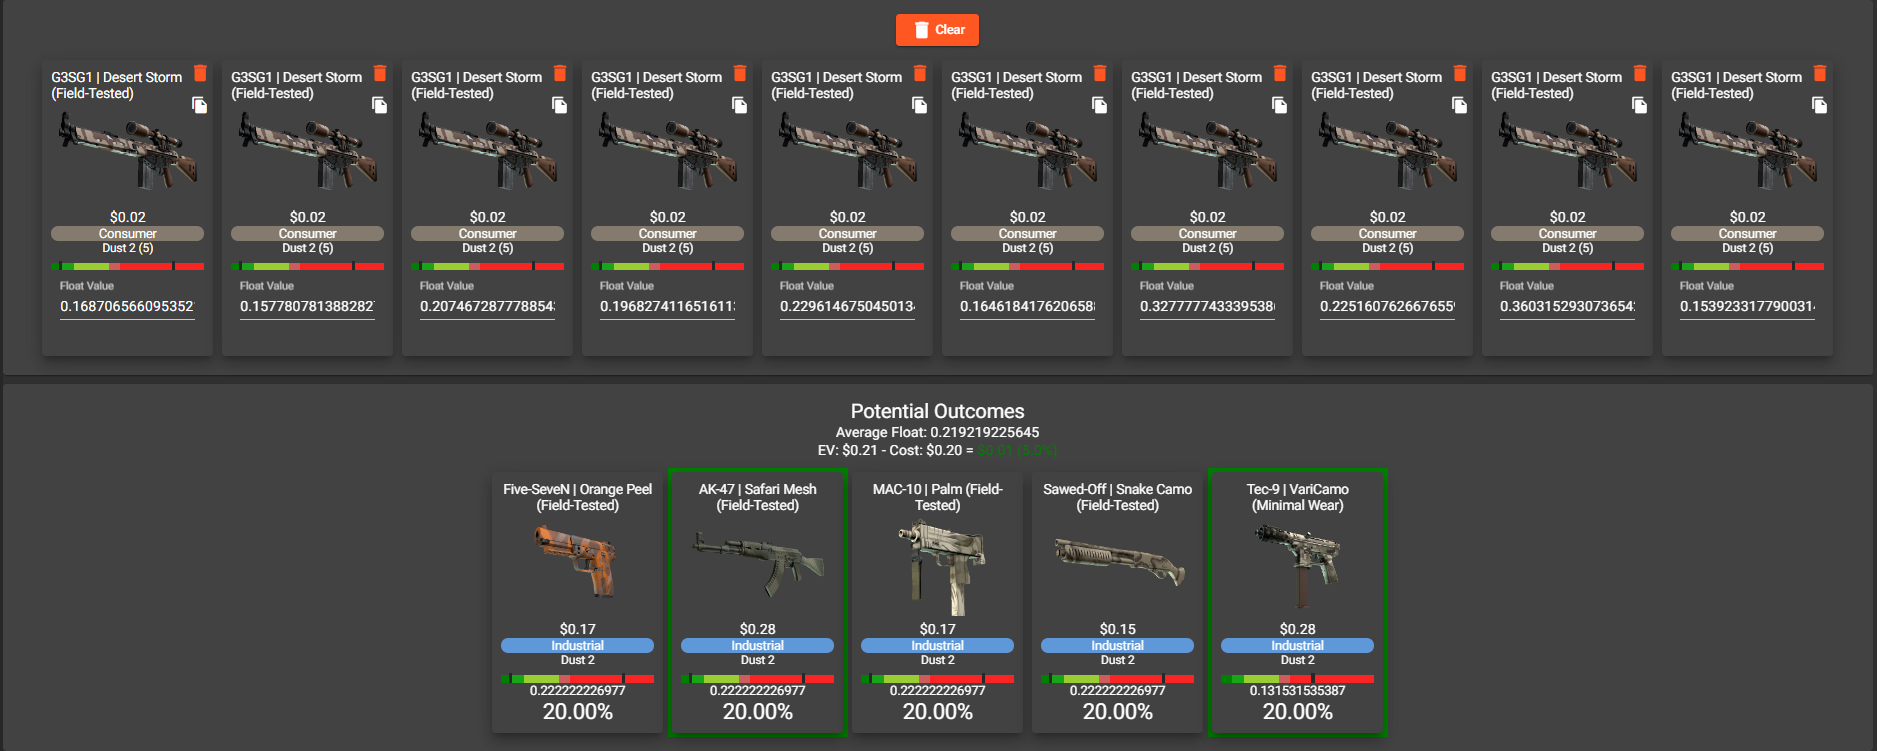 Clear
G3SG1 | Desert Storm
(Field-Tested)
$0.02
Consumer
Dust 2 (5)
Float Value
0.168706566095352
G3SG1 | Desert Storm
(Field-Tested)
$0.02
Consumer
Dust 2 (5)
Float Value
0.157780781388282
G3SG1 | Desert Storm
(Field-Tested)
$0.02
Consumer
Dust 2 (5)
Float Value
0.207467287778854
G3SG1 | Desert Storm
(Field-Tested)
$0.02
Consumer
Dust 2 (5)
Float Value
0.196827411651611
G3SG1 | Desert Storm
(Field-Tested)
$0.02
Consumer
Dust 2 (5)
Float Value
0.229614675045013
G3SG1 | Desert Storm
(Field-Tested)
$0.02
Consumer
Dust 2 (5)
Float Value
0.164618417620658
G3SG1 | Desert Storm
(Field-Tested)
$0.02
Consumer
Dust 2 (5)
Float Value
0.327777743339538
G3SG1 | Desert Storm
(Field-Tested)
$0.02
Consumer
Dust 2 (5)
Float Value
0.225160762667655
G3SG1 | Desert Storm
(Field-Tested)
$0.02
Consumer
Dust 2 (5)
Float Value
0.360315293073654
G3SG1 | Desert Storm
(Field-Tested)
$0.02
Consumer
Dust 2 (5)
Float Value
0.153923317790031
Potential Outcomes
Average Float: 0.219219225645
EV: $0.21 - Cost: $0.20 = $0.01 (5.0%)
Five-SeveN | Orange Peel
(Field-Tested)
$0.17
Industrial
Dust 2
0.222222226977
20.00%
AK-47 | Safari Mesh
(Field-Tested)
$0.28
Industrial
Dust 2
0.222222226977
20.00%
MAC-10 | Palm (Field-
Tested)
$0.17
Industrial
Dust 2
0.222222226977
20.00%
Sawed-Off | Snake Camo
(Field-Tested)
$0.15
Industrial
Dust 2
0.222222226977
20.00%
Tec-9 | VariCamo
(Minimal Wear)
$0.28
Industrial
Dust 2
0.131531535387
20.00%